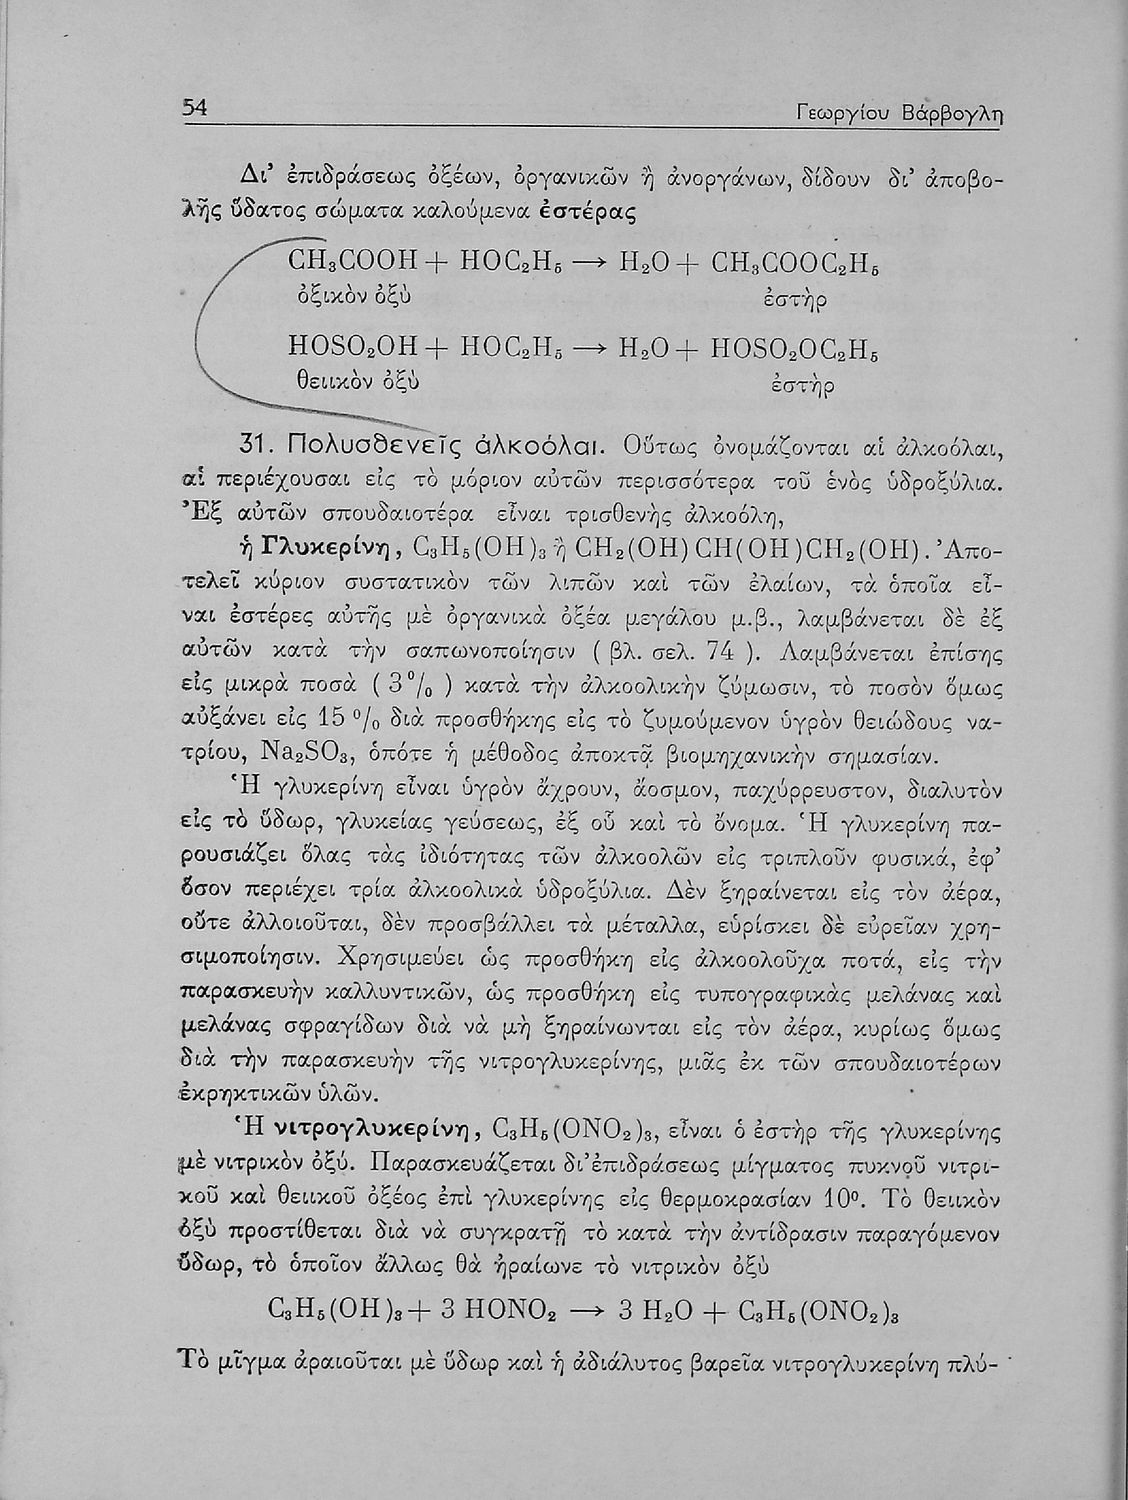 54 Γεωργίου Βάρβογλη
Δι’ ἐπιδράσεως ὀξέων, ὀργανικῶν ἢ ἀνοργάνων, δίδουν δι’ ἀποβο-
λῆς ὕδατος σώματα καλούμενα ἐστέρας
CH₃COOH + HOC₂H₅ → H₂O + CH₃COOC₂H₅
ὀξικὸν ὀξὺ ἐστὴρ
HOSO₂OH + HOC₂H₅ → H₂O + HOSO₂OC₂H₅
θειικὸν ὀξὺ ἐστὴρ
31. Πολυσθενεῖς ἀλκοόλαι. Οὕτως ὀνομάζονται αἱ ἀλκοόλαι,
αἱ περιέχουσαι εἰς τὸ μόριον αὐτῶν περισσότερα τοῦ ἑνὸς ὑδροξύλια.
Ἐξ αὐτῶν σπουδαιοτέρα εἶναι τρισθενὴς ἀλκοόλη,
ἡ Γλυκερίνη, C₃H₅(OH)₃ ἢ CH₂(OH)CH(OH)CH₂(OH). Ἀπο-
τελεῖ κύριον συστατικὸν τῶν λιπῶν καὶ τῶν ἐλαίων, τὰ ὁποῖα εἶ-
ναι ἐστέρες αὐτῆς μὲ ὀργανικὰ ὀξέα μεγάλου μ.β., λαμβάνεται δὲ ἐξ
αὐτῶν κατὰ τὴν σαπωνοποίησιν ( βλ. σελ. 74 ). Λαμβάνεται ἐπίσης
εἰς μικρὰ ποσὰ ( 3 % ) κατὰ τὴν ἀλκοολικὴν ζύμωσιν, τὸ ποσὸν ὅμως
αὐξάνει εἰς 15 % διὰ προσθήκης εἰς τὸ ζυμούμενον ὑγρὸν θειώδους να-
τρίου, Na₂SO₃, ὁπότε ἡ μέθοδος ἀποκτᾷ βιομηχανικὴν σημασίαν.
Ἡ γλυκερίνη εἶναι ὑγρὸν ἄχρουν, ἄοσμον, παχύρρευστον, διαλυτὸν
εἰς τὸ ὕδωρ, γλυκείας γεύσεως, ἐξ οὗ καὶ τὸ ὄνομα. Ἡ γλυκερίνη πα-
ρουσιάζει ὅλας τὰς ἰδιότητας τῶν ἀλκοολῶν εἰς τριπλοῦν φυσικά, ἐφ’
ὅσον περιέχει τρία ἀλκοολικὰ ὑδροξύλια. Δὲν ξηραίνεται εἰς τὸν ἀέρα,
οὔτε ἀλλοιοῦται, δὲν προσβάλλει τὰ μέταλλα, εὑρίσκει δὲ εὐρεῖαν χρη-
σιμοποίησιν. Χρησιμεύει ὡς προσθήκη εἰς ἀλκοολοῦχα ποτά, εἰς τὴν
παρασκευὴν καλλυντικῶν, ὡς προσθήκη εἰς τυπογραφικὰς μελάνας καὶ
μελάνας σφραγίδων διὰ νὰ μὴ ξηραίνωνται εἰς τὸν ἀέρα, κυρίως ὅμως
διὰ τὴν παρασκευὴν τῆς νιτρογλυκερίνης, μιᾶς ἐκ τῶν σπουδαιοτέρων
ἐκρηκτικῶν ὑλῶν.
Ἡ νιτρογλυκερίνη, C₃H₅(ONO₂)₃, εἶναι ὁ ἐστὴρ τῆς γλυκερίνης
μὲ νιτρικὸν ὀξύ. Παρασκευάζεται δι’ ἐπιδράσεως μίγματος πυκνοῦ νιτρι-
κοῦ καὶ θειικοῦ ὀξέος ἐπὶ γλυκερίνης εἰς θερμοκρασίαν 10°. Τὸ θειικὸν
ὀξὺ προστίθεται διὰ νὰ συγκρατῇ τὸ κατὰ τὴν ἀντίδρασιν παραγόμενον
ὕδωρ, τὸ ὁποῖον ἄλλως θὰ ἠραίωνε τὸ νιτρικὸν ὀξὺ
C₃H₅(OH)₃ + 3 HONO₂ → 3 H₂O + C₃H₅(ONO₂)₃
Τὸ μῖγμα ἀραιοῦται μὲ ὕδωρ καὶ ἡ ἀδιάλυτος βαρεῖα νιτρογλυκερίνη πλύ-